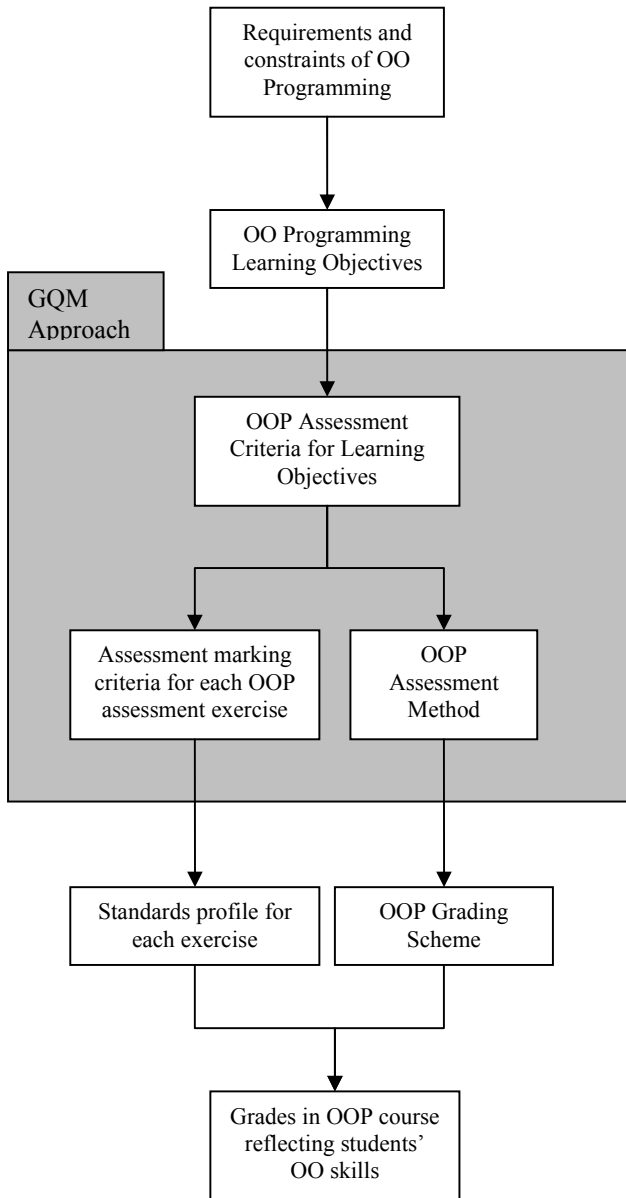 Requirements and
constraints of OO
Programming
OO Programming
Learning Objectives
GQM
Approach
OOP Assessment
Criteria for Learning
Objectives
Assessment marking
criteria for each OOP
assessment exercise
OOP
Assessment
Method
Standards profile for
each exercise
OOP Grading
Scheme
Grades in OOP course
reflecting students’
OO skills